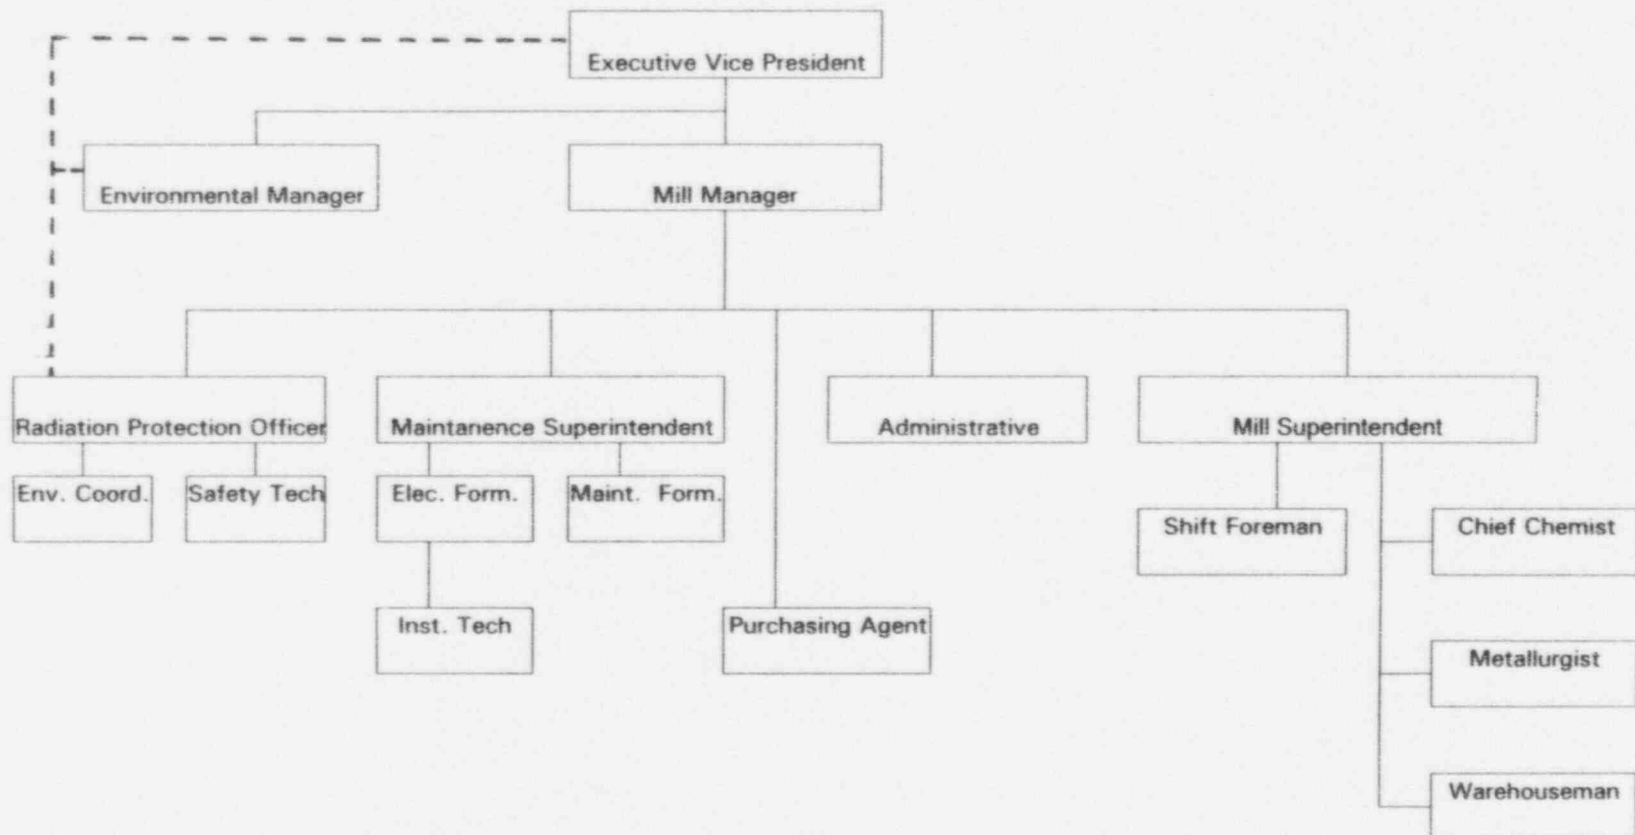 Executive Vice President
Environmental Manager
Mill Manager
Radiation Protection Officer
Maintanence Superintendent
Administrative
Mill Superintendent
Env. Coord.
Safety Tech
Elec. Form.
Maint. Form.
Shift Foreman
Chief Chemist
Inst. Tech
Purchasing Agent
Metallurgist
Warehouseman